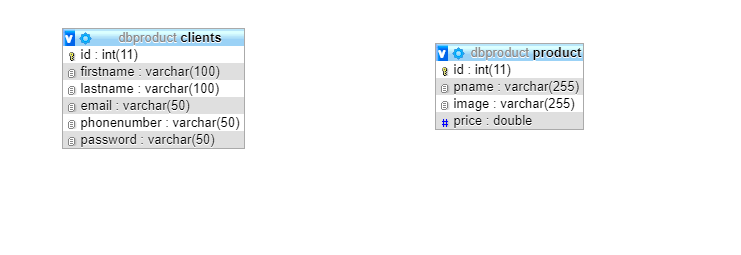 dbproduct clients
id : int(11)
firstname : varchar(100)
lastname : varchar(100)
email : varchar(50)
phonenumber : varchar(50)
password : varchar(50)
dbproduct product
id : int(11)
pname : varchar(255)
image : varchar(255)
# price : double